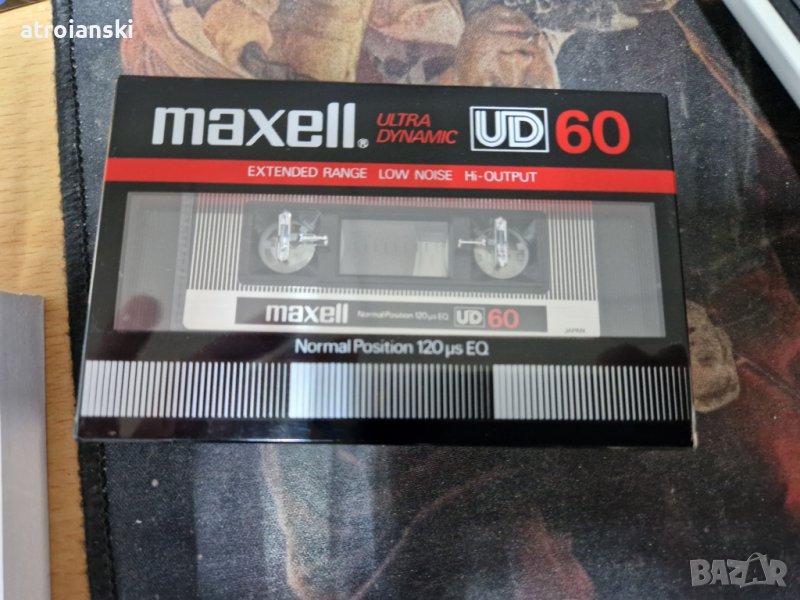 atroianski
maxell® ULTRA DYNAMIC UD 60
EXTENDED RANGE LOW NOISE Hi-OUTPUT
maxell Normal Position 120 µs EQ UD 60
JAPAN
Normal Position 120 µs EQ
BAZAR